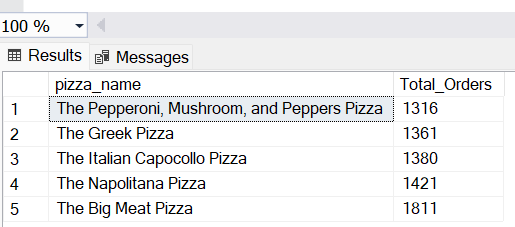 100 %
Results Messages
pizza_name Total_Orders
1 The Pepperoni, Mushroom, and Peppers Pizza 1316
2 The Greek Pizza 1361
3 The Italian Capocollo Pizza 1380
4 The Napolitana Pizza 1421
5 The Big Meat Pizza 1811